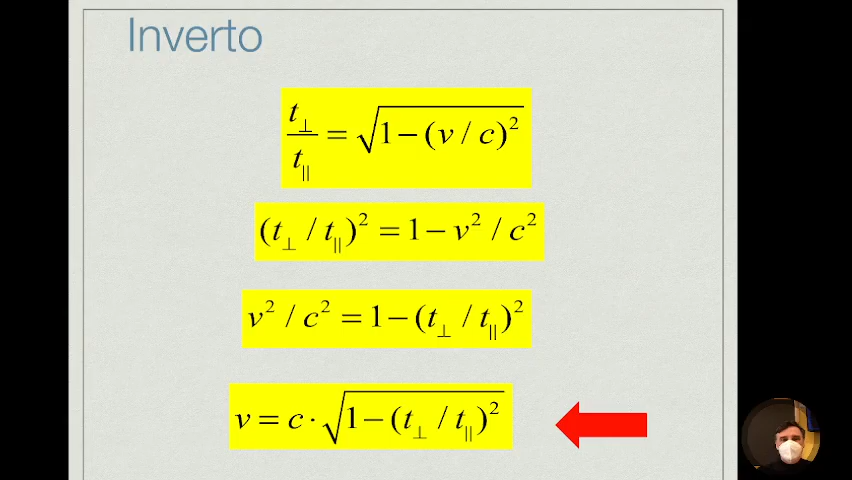 Inverto
t⊥ / t∥ = √(1 − (v / c)²)
(t⊥ / t∥)² = 1 − v² / c²
v² / c² = 1 − (t⊥ / t∥)²
v = c · √(1 − (t⊥ / t∥)²)